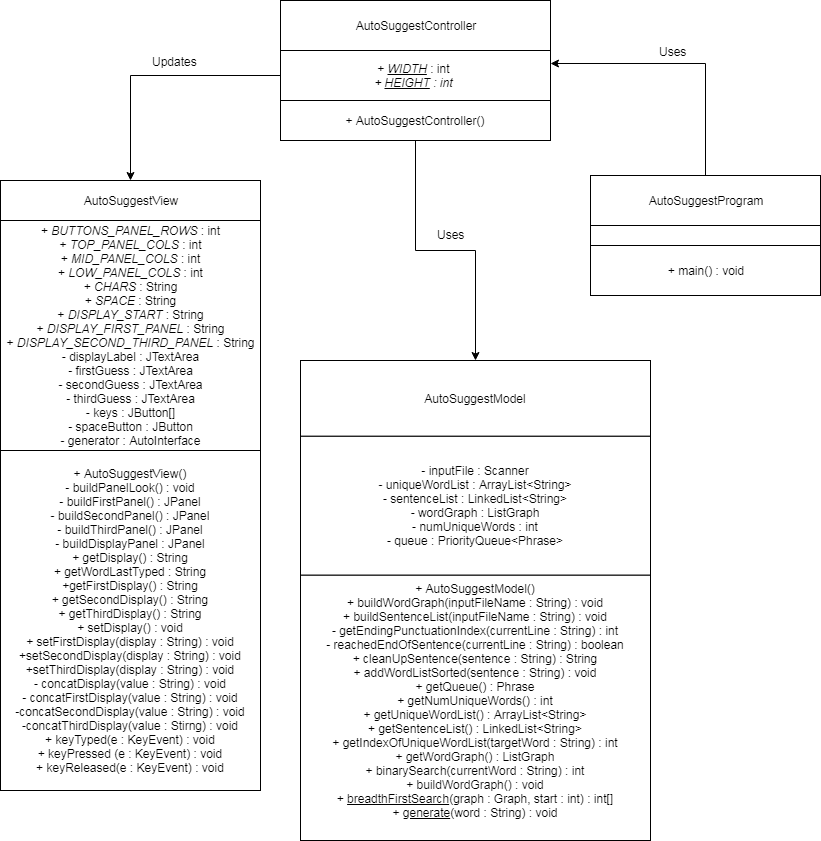 AutoSuggestController
+ WIDTH : int
+ HEIGHT : int
+ AutoSuggestController()
Updates
Uses
Uses
AutoSuggestProgram
+ main() : void
AutoSuggestView
+ BUTTONS_PANEL_ROWS : int
+ TOP_PANEL_COLS : int
+ MID_PANEL_COLS : int
+ LOW_PANEL_COLS : int
+ CHARS : String
+ SPACE : String
+ DISPLAY_START : String
+ DISPLAY_FIRST_PANEL : String
+ DISPLAY_SECOND_THIRD_PANEL : String
- displayLabel : JTextArea
- firstGuess : JTextArea
- secondGuess : JTextArea
- thirdGuess : JTextArea
- keys : JButton[]
- spaceButton : JButton
- generator : AutoInterface
+ AutoSuggestView()
- buildPanelLook() : void
- buildFirstPanel() : JPanel
- buildSecondPanel() : JPanel
- buildThirdPanel() : JPanel
- buildDisplayPanel : JPanel
+ getDisplay() : String
+ getWordLastTyped : String
+getFirstDisplay() : String
+ getSecondDisplay() : String
+ getThirdDisplay() : String
+ setDisplay() : void
+ setFirstDisplay(display : String) : void
+setSecondDisplay(display : String) : void
+setThirdDisplay(display : String) : void
- concatDisplay(value : String) : void
- concatFirstDisplay(value : String) : void
-concatSecondDisplay(value : String) : void
-concatThirdDisplay(value : Stirng) : void
+ keyTyped(e : KeyEvent) : void
+ keyPressed (e : KeyEvent) : void
+ keyReleased(e : KeyEvent) : void
AutoSuggestModel
- inputFile : Scanner
- uniqueWordList : ArrayList<String>
- sentenceList : LinkedList<String>
- wordGraph : ListGraph
- numUniqueWords : int
- queue : PriorityQueue<Phrase>
+ AutoSuggestModel()
+ buildWordGraph(inputFileName : String) : void
+ buildSentenceList(inputFileName : String) : void
- getEndingPunctuationIndex(currentLine : String) : int
- reachedEndOfSentence(currentLine : String) : boolean
+ cleanUpSentence(sentence : String) : String
+ addWordListSorted(sentence : String) : void
+ getQueue() : Phrase
+ getNumUniqueWords() : int
+ getUniqueWordList() : ArrayList<String>
+ getSentenceList() : LinkedList<String>
+ getIndexOfUniqueWordList(targetWord : String) : int
+ getWordGraph() : ListGraph
+ binarySearch(currentWord : String) : int
+ buildWordGraph() : void
+ breadthFirstSearch(graph : Graph, start : int) : int[]
+ generate(word : String) : void